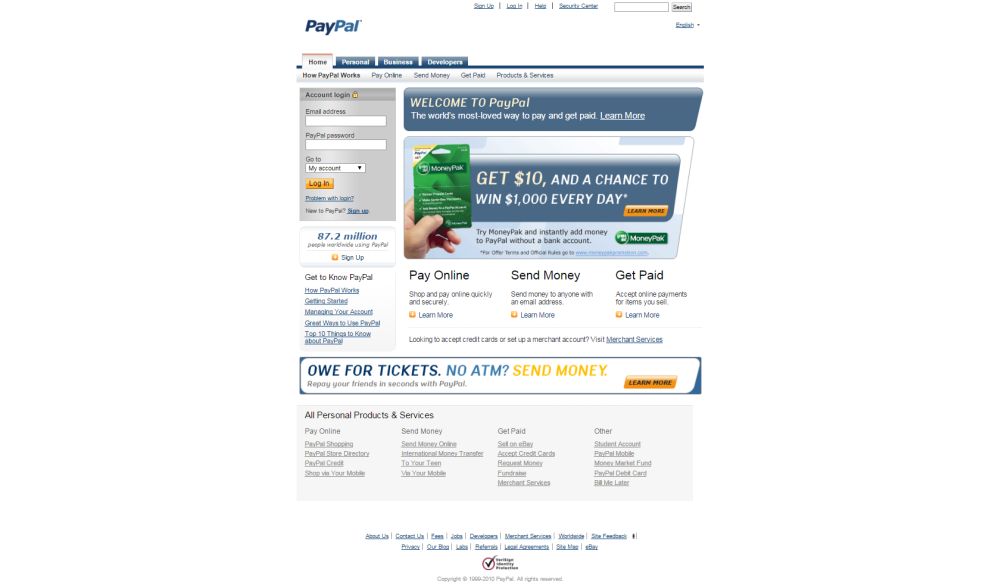 Sign Up | Log In | Help | Security Center
Search
PayPal
English
Home Personal Business Developers
How PayPal Works Pay Online Send Money Get Paid Products & Services
Account login
Email address
PayPal password
Go to
My account
Log In
Problem with login?
New to PayPal? Sign up.
87.2 million
people worldwide using PayPal
Sign Up
Get to Know PayPal
How PayPal Works
Getting Started
Managing Your Account
Great Ways to Use PayPal
Top 10 Things to Know
about PayPal
WELCOME TO PayPal
The world's most-loved way to pay and get paid. Learn More
MoneyPak
GET $10, AND A CHANCE TO
WIN $1,000 EVERY DAY*
LEARN MORE
Try MoneyPak and instantly add money
to PayPal without a bank account.
MoneyPak
*For Offer Terms and Official Rules go to www.moneypakpromotion.com.
Pay Online
Shop and pay online quickly
and securely.
Learn More
Send Money
Send money to anyone with
an email address.
Learn More
Get Paid
Accept online payments
for items you sell.
Learn More
Looking to accept credit cards or set up a merchant account? Visit Merchant Services
OWE FOR TICKETS. NO ATM? SEND MONEY.
Repay your friends in seconds with PayPal.
LEARN MORE
All Personal Products & Services
Pay Online
PayPal Shopping
PayPal Store Directory
PayPal Credit
Shop via Your Mobile
Send Money
Send Money Online
International Money Transfer
To Your Teen
Via Your Mobile
Get Paid
Sell on eBay
Accept Credit Cards
Request Money
Fundraise
Merchant Services
Other
Student Account
PayPal Mobile
Money Market Fund
PayPal Debit Card
Bill Me Later
About Us | Contact Us | Fees | Jobs | Developers | Merchant Services | Worldwide | Site Feedback
Privacy | Our Blog | Labs | Referrals | Legal Agreements | Site Map | eBay
VeriSign
Identity
Protection
Copyright © 1999-2010 PayPal. All rights reserved.